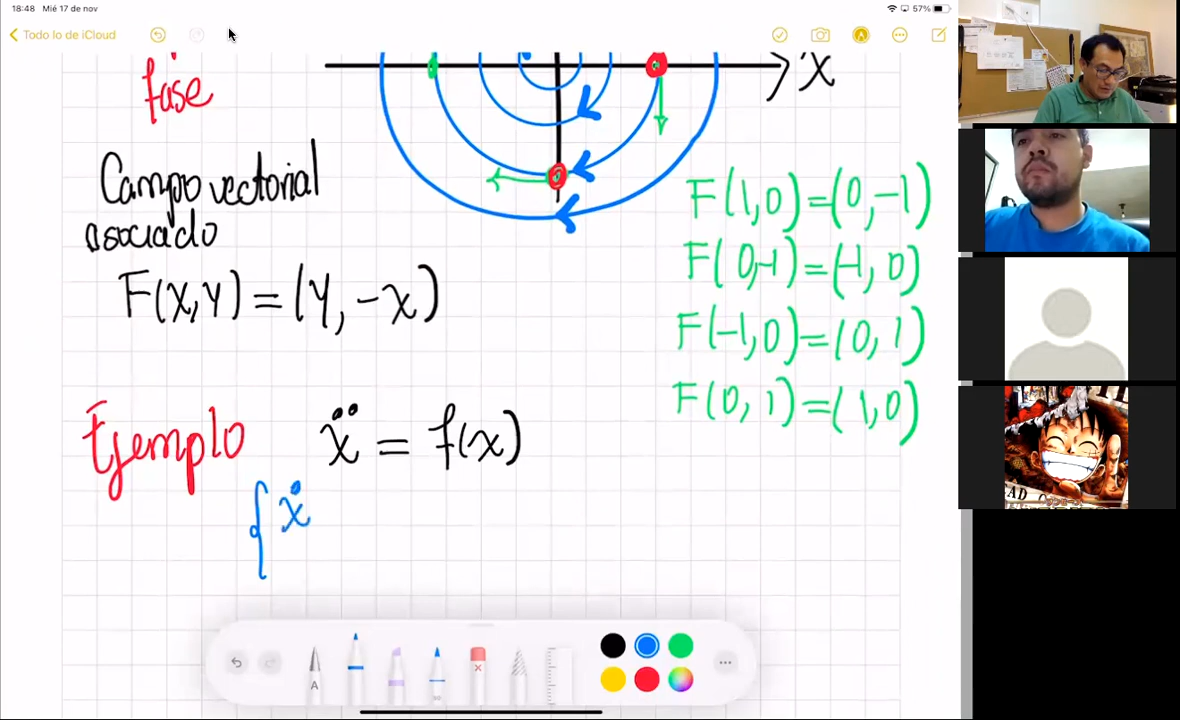 18:48 Mié 17 de nov
57%
Todo lo de iCloud
fase
X
Campo vectorial
asociado
F(X,Y) = (Y, -X)
F(1,0)=(0,-1)
F(0,-1)=(-1,0)
F(-1,0)=(0,1)
F(0,1)=(1,0)
Ejemplo ẍ = f(x)
{ẋ
A
AD